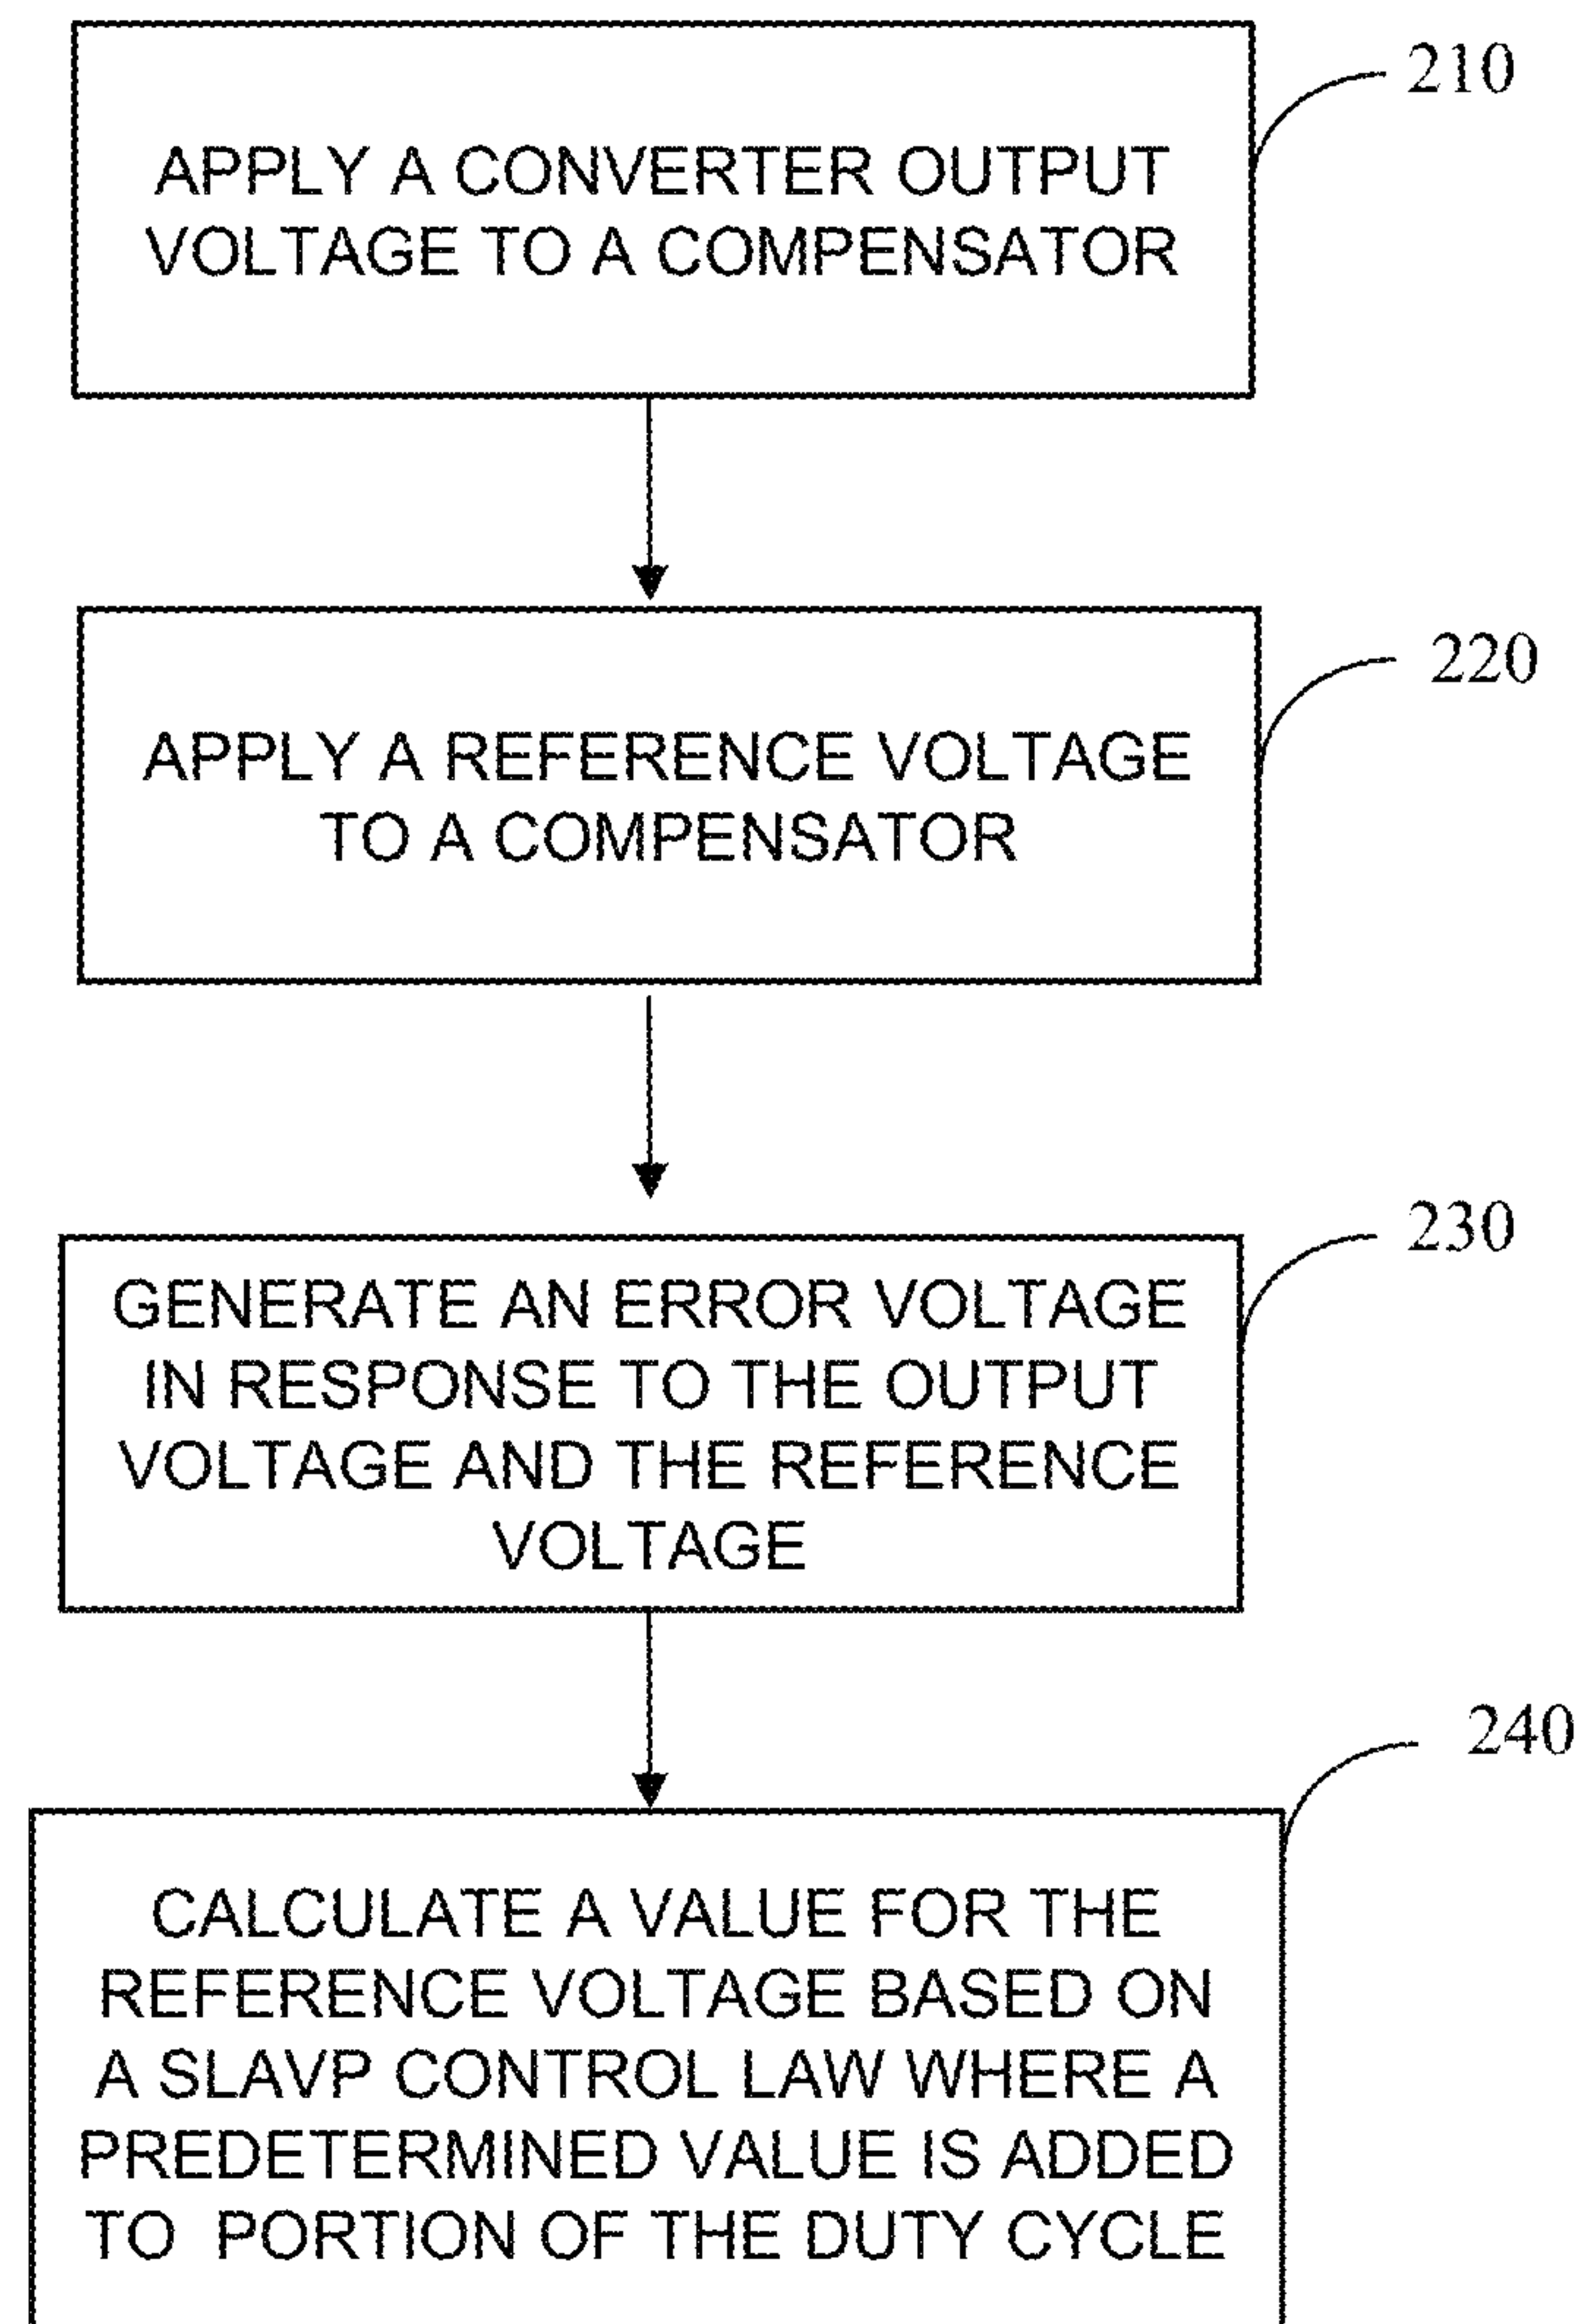 210
APPLY A CONVERTER OUTPUT
VOLTAGE TO A COMPENSATOR
220
APPLY A REFERENCE VOLTAGE
TO A COMPENSATOR
230
GENERATE AN ERROR VOLTAGE
IN RESPONSE TO THE OUTPUT
VOLTAGE AND THE REFERENCE
VOLTAGE
240
CALCULATE A VALUE FOR THE
REFERENCE VOLTAGE BASED ON
A SLAVP CONTROL LAW WHERE A
PREDETERMINED VALUE IS ADDED
TO PORTION OF THE DUTY CYCLE